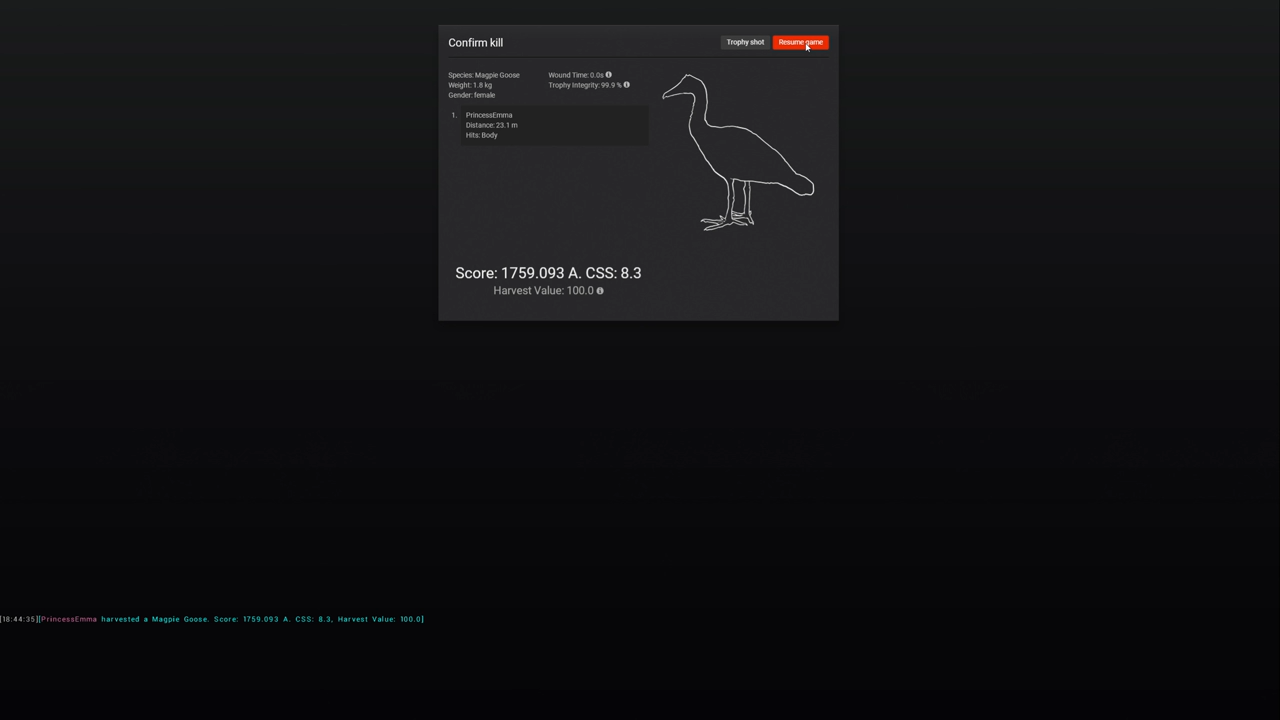 Confirm kill
Trophy shot
Resume game
Species: Magpie Goose
Weight: 1.8 kg
Gender: female
Wound Time: 0.0s
Trophy Integrity: 99.9 %
1. PrincessEmma
Distance: 23.1 m
Hits: Body
Score: 1759.093 A. CSS: 8.3
Harvest Value: 100.0
[18:44:35][PrincessEmma harvested a Magpie Goose. Score: 1759.093 A. CSS: 8.3, Harvest Value: 100.0]